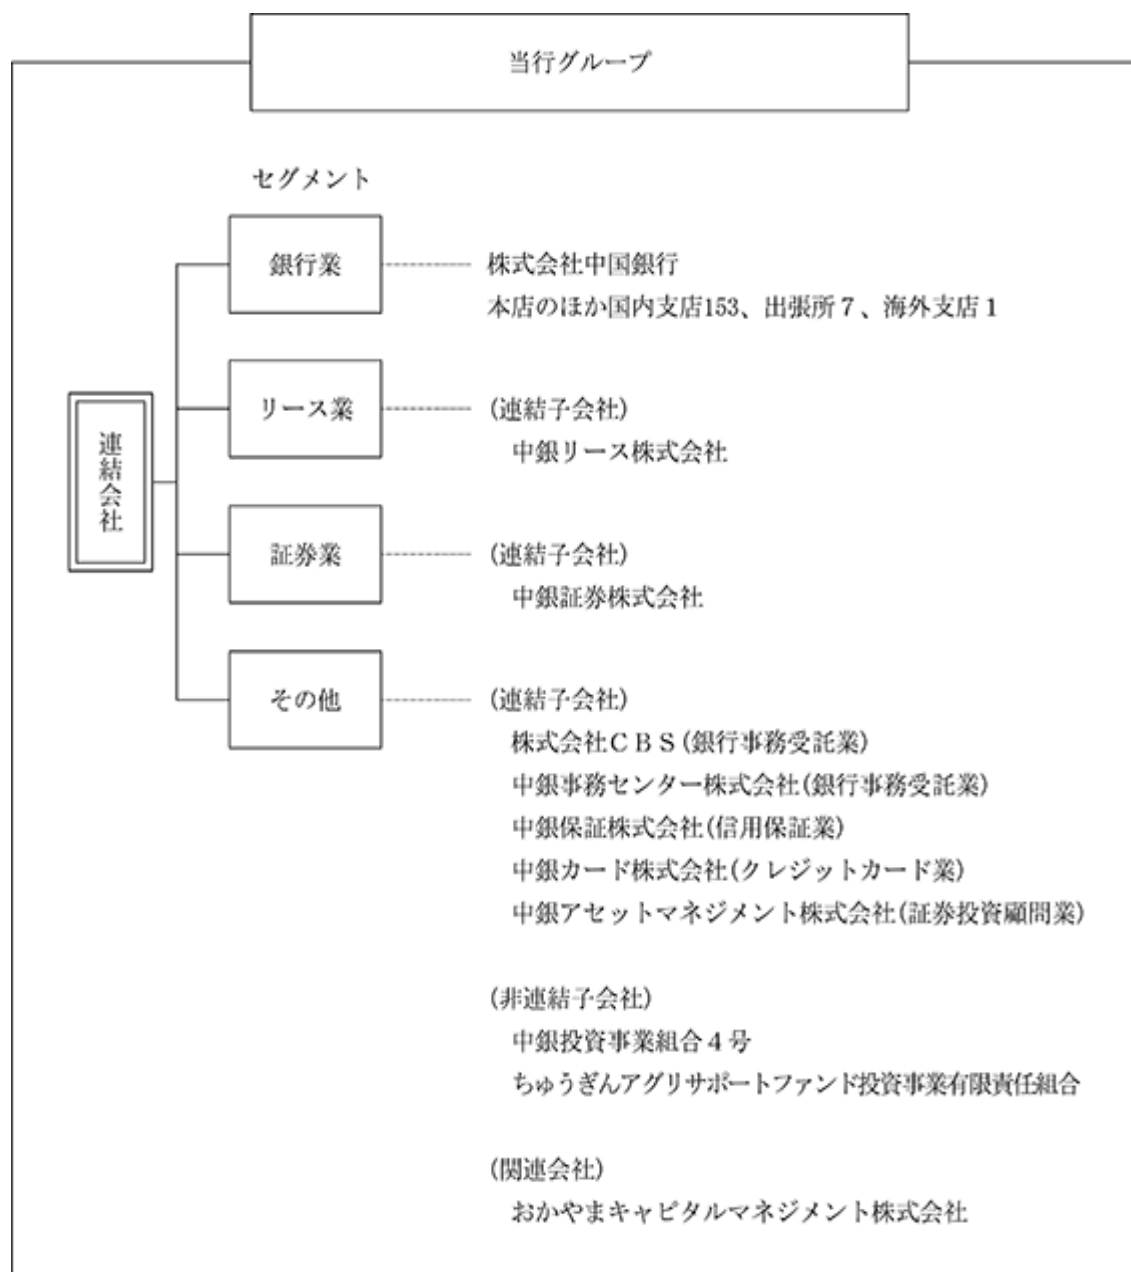 当行グループ
セグメント
銀行業
株式会社中国銀行
本店のほか国内支店153、出張所７、海外支店１
連結会社
リース業
(連結子会社)
中銀リース株式会社
証券業
(連結子会社)
中銀証券株式会社
その他
(連結子会社)
株式会社ＣＢＳ(銀行事務受託業)
中銀事務センター株式会社(銀行事務受託業)
中銀保証株式会社(信用保証業)
中銀カード株式会社(クレジットカード業)
中銀アセットマネジメント株式会社(証券投資顧問業)
(非連結子会社)
中銀投資事業組合４号
ちゅうぎんアグリサポートファンド投資事業有限責任組合
(関連会社)
おかやまキャピタルマネジメント株式会社